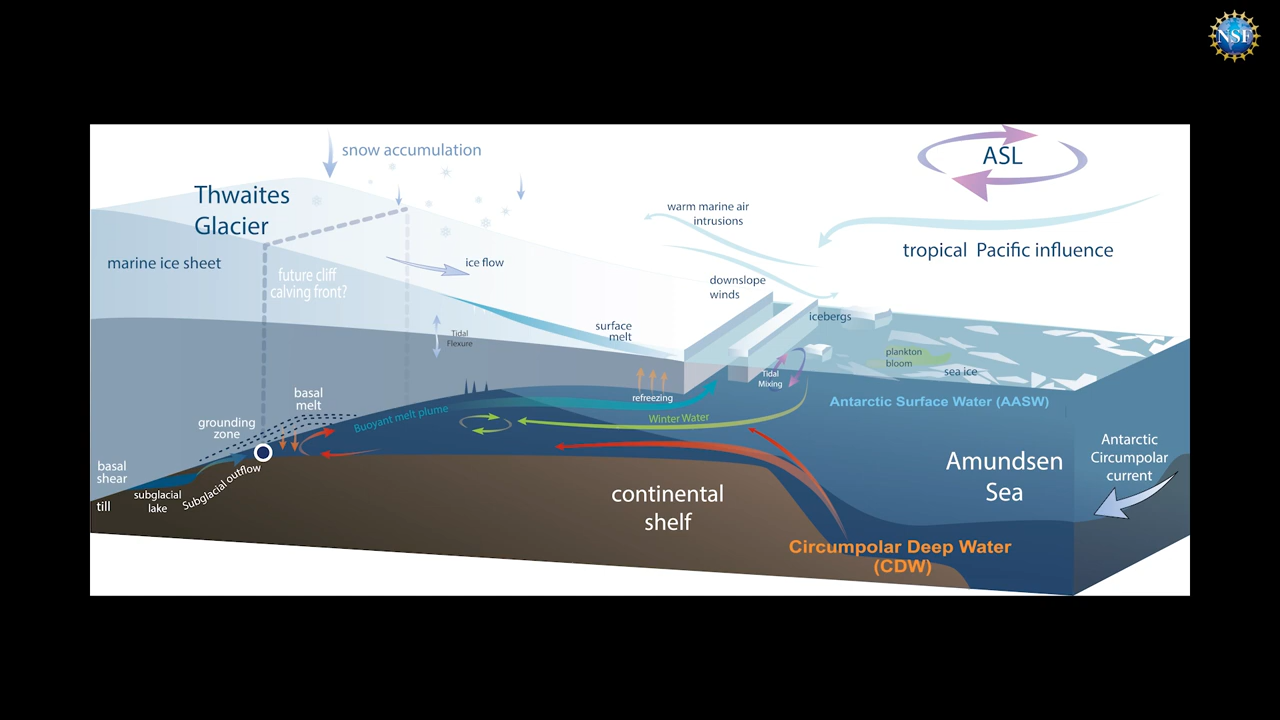 NSF
snow accumulation
ASL
Thwaites
Glacier
warm marine air
intrusions
tropical Pacific influence
marine ice sheet
future cliff
calving front?
ice flow
downslope
winds
icebergs
surface
melt
Tidal
Flexure
plankton
bloom
sea ice
Tidal
Mixing
refreezing
basal
melt
Buoyant melt plume
Winter Water
Antarctic Surface Water (AASW)
grounding
zone
Antarctic
Circumpolar
current
Amundsen
Sea
basal
shear
till
subglacial
lake
Subglacial outflow
continental
shelf
Circumpolar Deep Water
(CDW)